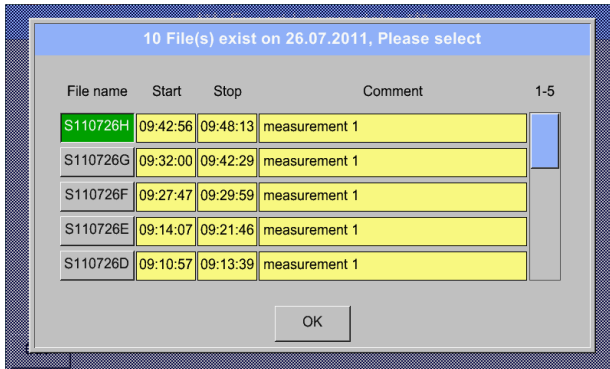 10 File(s) exist on 26.07.2011, Please select
File name Start Stop Comment 1-5
S110726H 09:42:56 09:48:13 measurement 1
S110726G 09:32:00 09:42:29 measurement 1
S110726F 09:27:47 09:29:59 measurement 1
S110726E 09:14:07 09:21:46 measurement 1
S110726D 09:10:57 09:13:39 measurement 1
OK